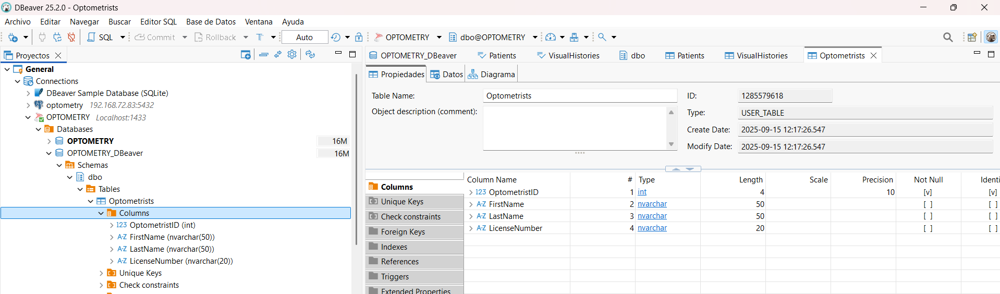 DBeaver 25.2.0 - Optometrists
Archivo Editar Navegar Buscar Editor SQL Base de Datos Ventana Ayuda
SQL Commit Rollback T Auto OPTOMETRY dbo@OPTOMETRY
Proyectos
General
Connections
DBeaver Sample Database (SQLite)
optometry 192.168.72.83:5432
OPTOMETRY Localhost:1433
Databases
OPTOMETRY 16M
OPTOMETRY_DBeaver 16M
Schemas
dbo
Tables
Optometrists
Columns
123 OptometristID (int)
A-Z FirstName (nvarchar(50))
A-Z LastName (nvarchar(50))
A-Z LicenseNumber (nvarchar(20))
Unique Keys
Check constraints
OPTOMETRY_DBeaver Patients VisualHistories dbo Patients VisualHistories Optometrists
Propiedades Datos Diagrama
Table Name: Optometrists
Object description (comment):
ID: 1285579618
Type: USER_TABLE
Create Date: 2025-09-15 12:17:26.547
Modify Date: 2025-09-15 12:17:26.547
Columns
Unique Keys
Check constraints
Foreign Keys
Indexes
References
Triggers
Extended Properties
Column Name # Type Length Scale Precision Not Null Identi
123 OptometristID 1 int 4 10 [v] [v]
A-Z FirstName 2 nvarchar 50 [ ] [ ]
A-Z LastName 3 nvarchar 50 [ ] [ ]
A-Z LicenseNumber 4 nvarchar 20 [ ] [ ]